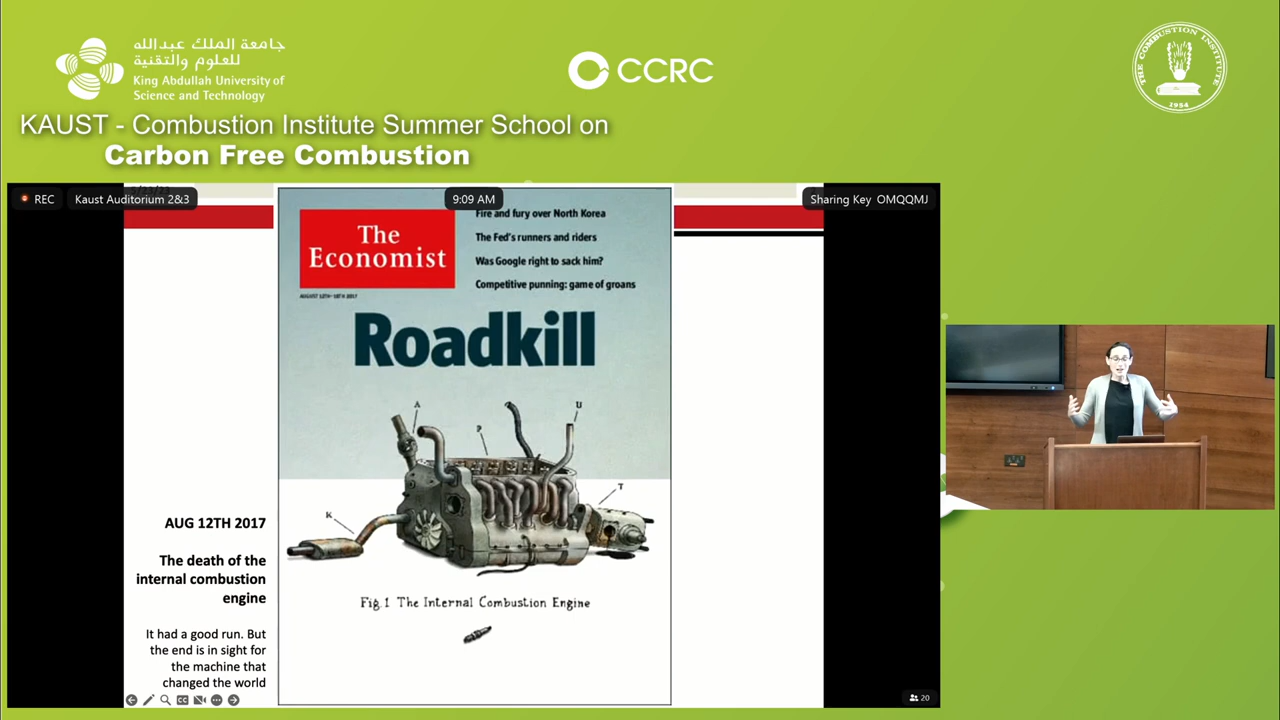 جامعة الملك عبدالله
للعلوم والتقنية
King Abdullah University of
Science and Technology
CCRC
THE COMBUSTION INSTITUTE
1954
KAUST - Combustion Institute Summer School on
Carbon Free Combustion
REC
Kaust Auditorium 2&3
9:09 AM
Sharing Key OMQQMJ
The
Economist
AUGUST 12TH-18TH 2017
Fire and fury over North Korea
The Fed's runners and riders
Was Google right to sack him?
Competitive punning: game of groans
Roadkill
A
P
U
K
T
Fig.1 The Internal Combustion Engine
AUG 12TH 2017
The death of the
internal combustion
engine
It had a good run. But
the end is in sight for
the machine that
changed the world
CC
20